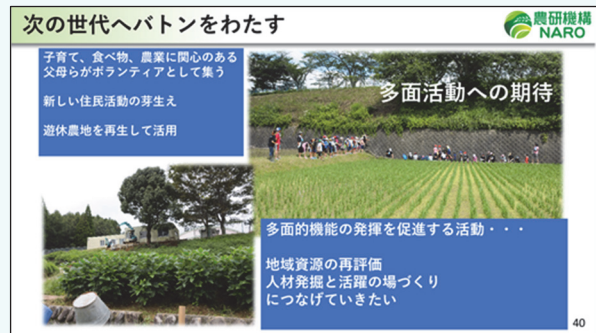 次の世代へバトンをわたす
農研機構
NARO
子育て、食べ物、農業に関心のある
父母らがボランティアとして集う
新しい住民活動の芽生え
遊休農地を再生して活用
多面活動への期待
多面的機能の発揮を促進する活動・・・
地域資源の再評価
人材発掘と活躍の場づくり
につなげていきたい
40